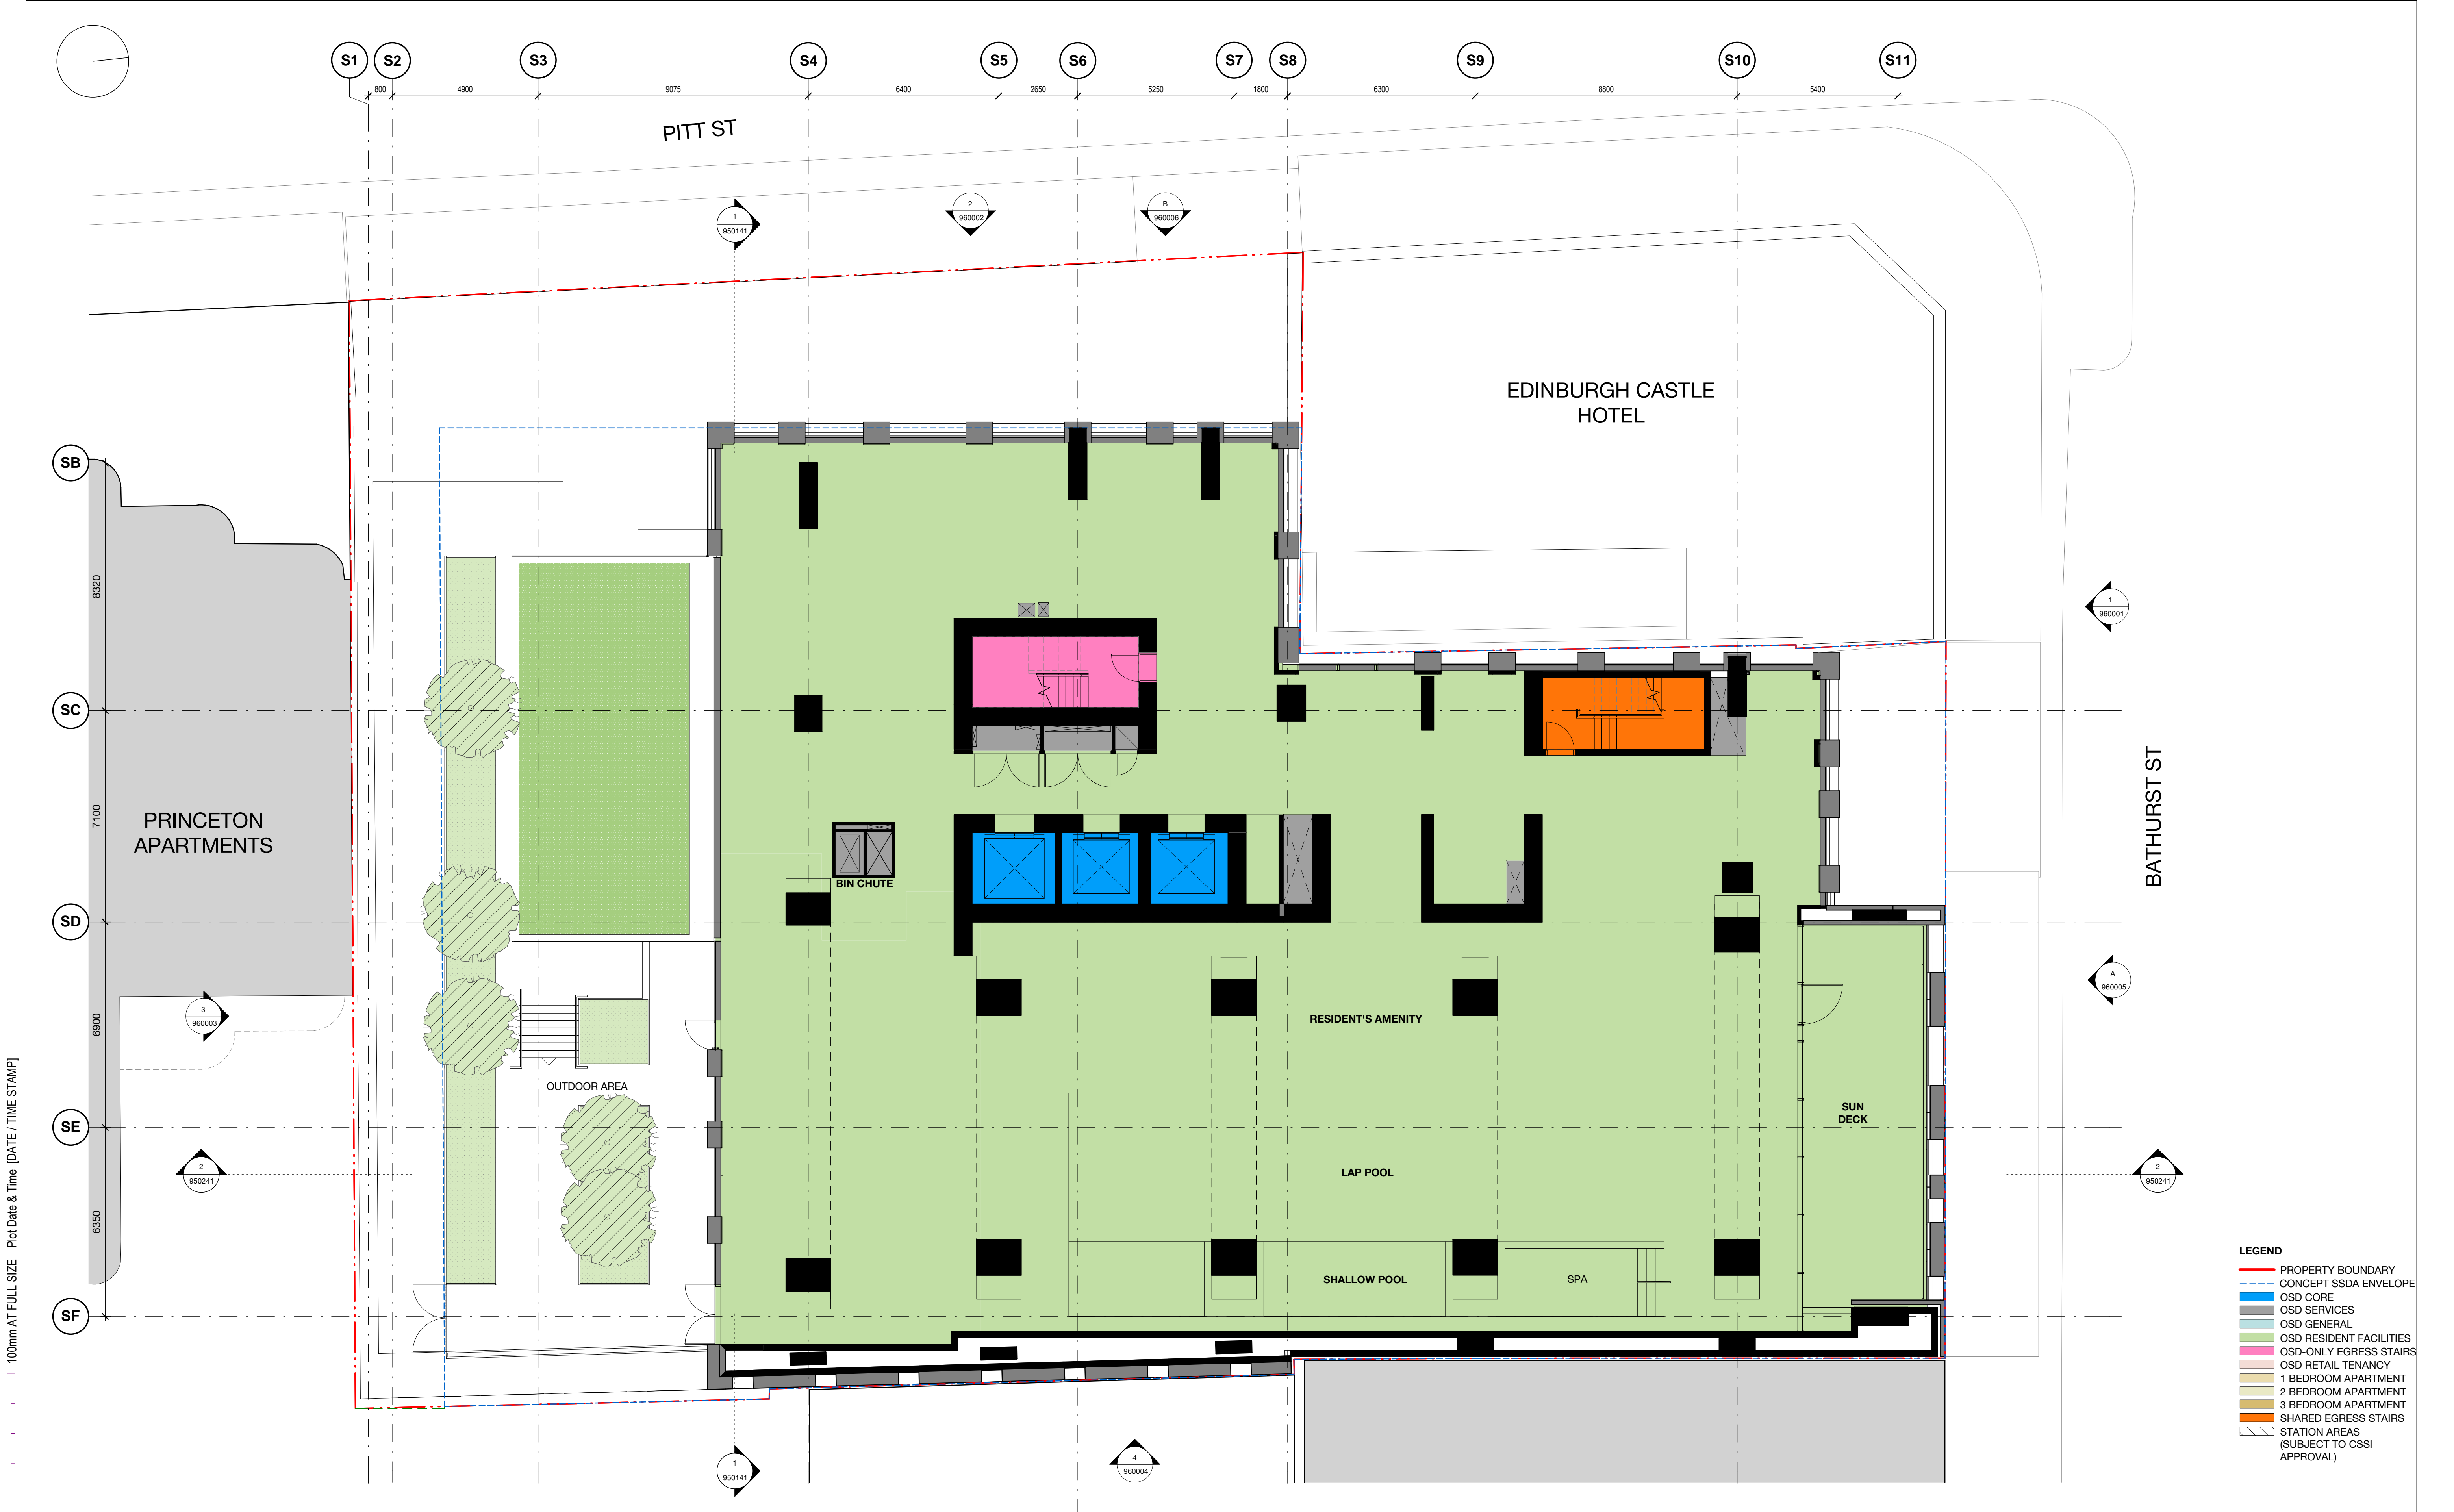 S1 S2 S3 S4 S5 S6 S7 S8 S9 S10 S11
800 4900 9075 6400 2650 5250 1800 6300 8800 5400
PITT ST
1
950141
2
960002
B
960006
EDINBURGH CASTLE
HOTEL
SB
8320
1
960001
SC
7100
PRINCETON
APARTMENTS
BATHURST ST
BIN CHUTE
SD
6900
3
960003
A
960005
RESIDENT'S AMENITY
OUTDOOR AREA
SUN
DECK
SE
2
950241
LAP POOL
2
950241
6350
SHALLOW POOL
SPA
SF
1
950141
4
960004
100mm AT FULL SIZE Plot Date & Time [DATE / TIME STAMP]
LEGEND
PROPERTY BOUNDARY
CONCEPT SSDA ENVELOPE
OSD CORE
OSD SERVICES
OSD GENERAL
OSD RESIDENT FACILITIES
OSD-ONLY EGRESS STAIRS
OSD RETAIL TENANCY
1 BEDROOM APARTMENT
2 BEDROOM APARTMENT
3 BEDROOM APARTMENT
SHARED EGRESS STAIRS
STATION AREAS
(SUBJECT TO CSSI
APPROVAL)